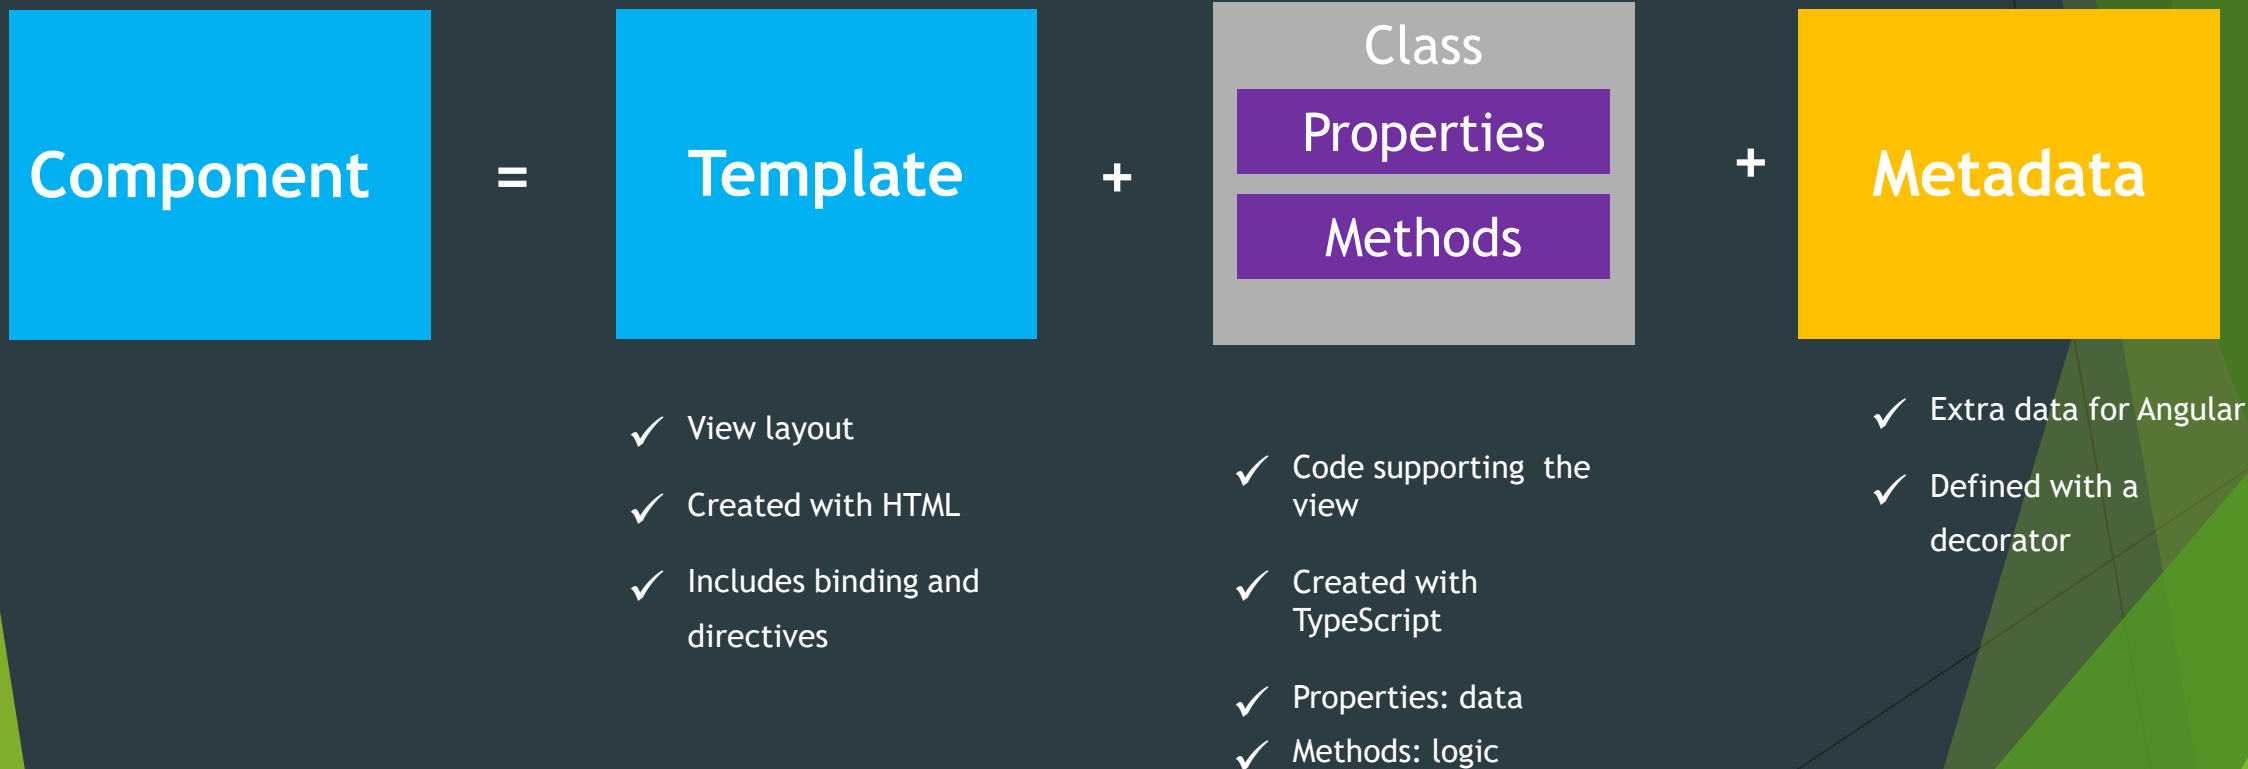 Component
=
Template
+
Class
Properties
Methods
+
Metadata
✓ View layout
✓ Created with HTML
✓ Includes binding and
directives
✓ Code supporting  the
view
✓ Created with
TypeScript
✓ Properties: data
✓ Methods: logic
✓ Extra data for Angular
✓ Defined with a
decorator